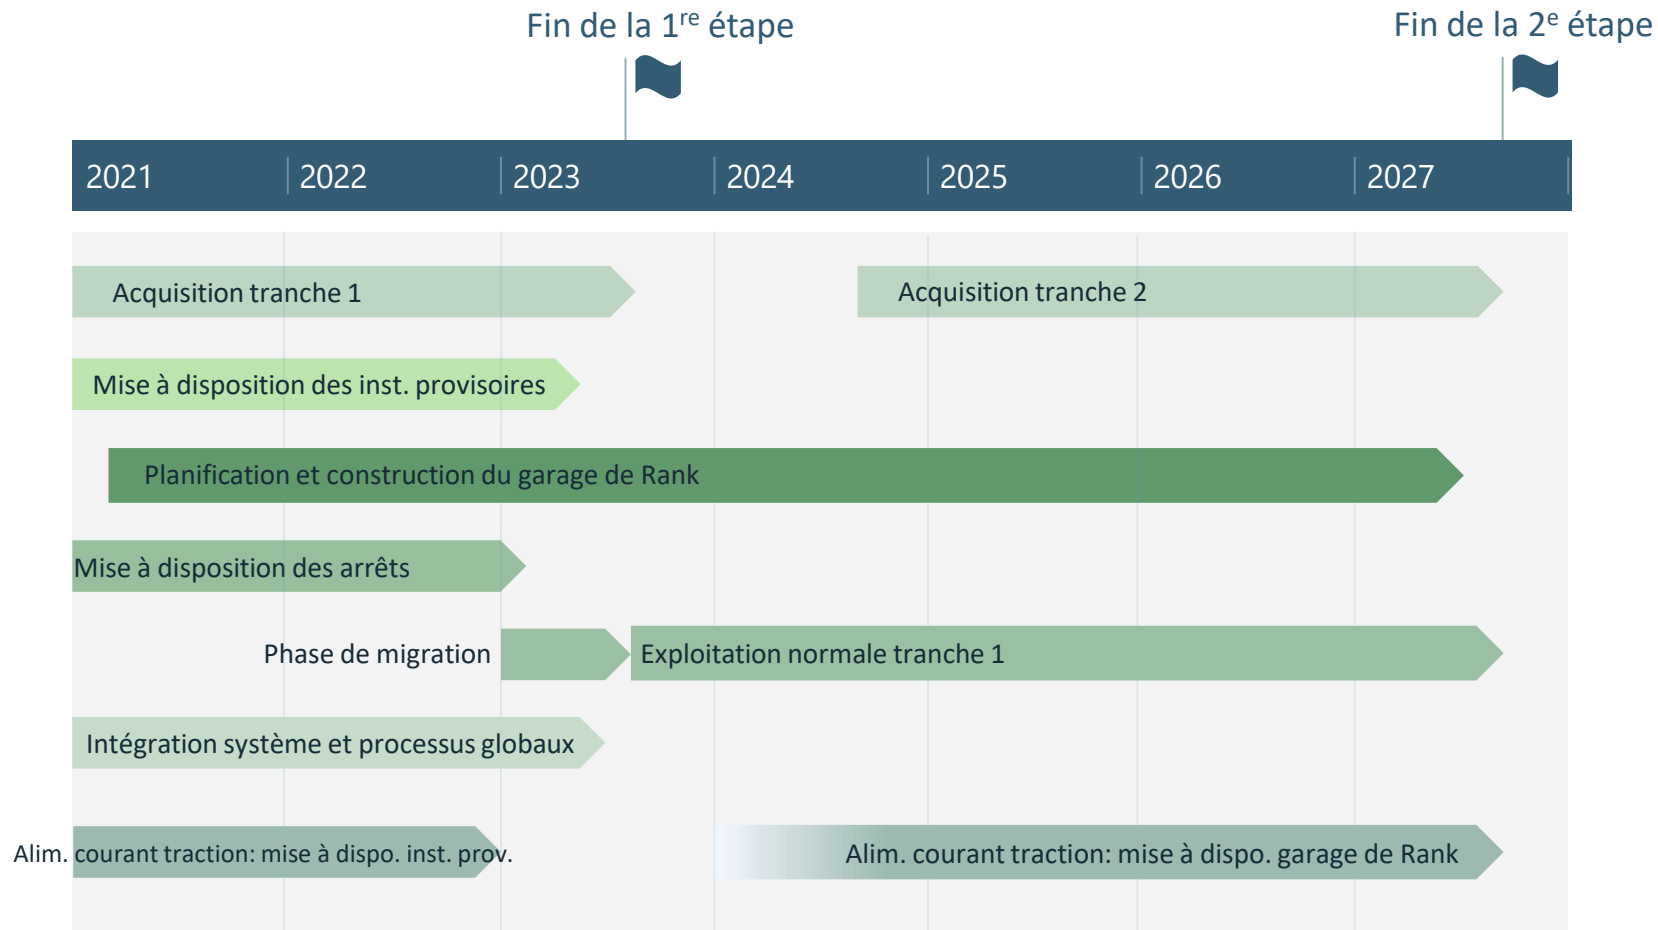 Fin de la 1re étape
Fin de la 2e étape
2021 2022 2023 2024 2025 2026 2027
Acquisition tranche 1
Acquisition tranche 2
Mise à disposition des inst. provisoires
Planification et construction du garage de Rank
Mise à disposition des arrêts
Phase de migration
Exploitation normale tranche 1
Intégration système et processus globaux
Alim. courant traction: mise à dispo. inst. prov.
Alim. courant traction: mise à dispo. garage de Rank